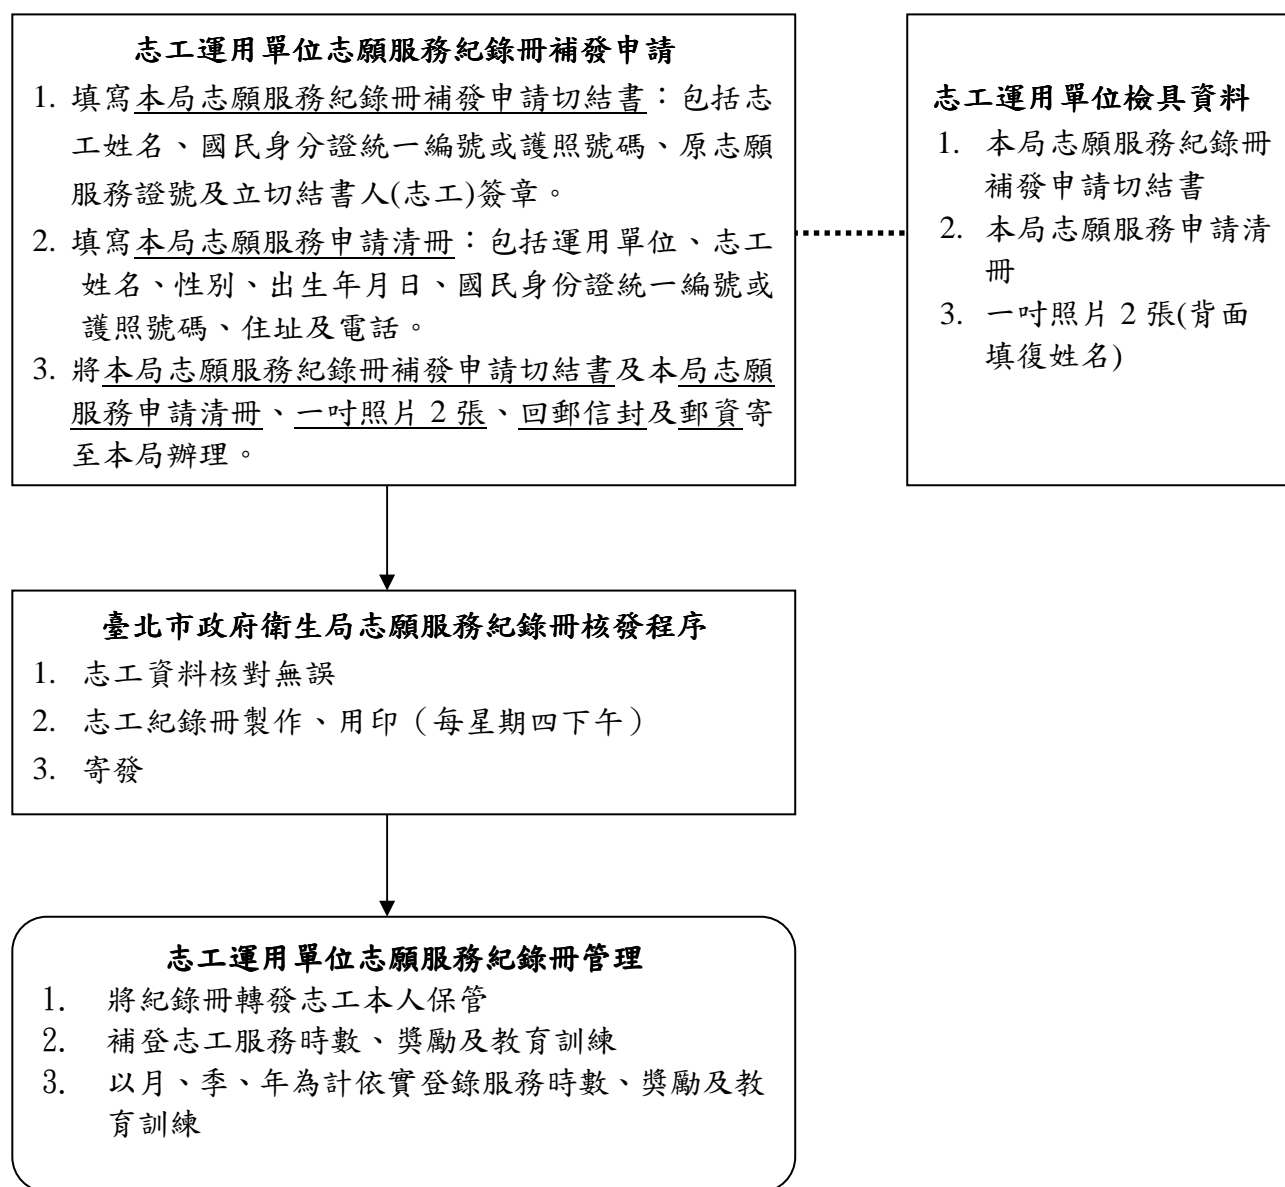 志工運用單位志願服務紀錄冊補發申請
1. 填寫本局志願服務紀錄冊補發申請切結書：包括志
工姓名、國民身分證統一編號或護照號碼、原志願
服務證號及立切結書人(志工)簽章。
2. 填寫本局志願服務申請清冊：包括運用單位、志工
姓名、性別、出生年月日、國民身份證統一編號或
護照號碼、住址及電話。
3. 將本局志願服務紀錄冊補發申請切結書及本局志願
服務申請清冊、一吋照片 2 張、回郵信封及郵資寄
至本局辦理。
志工運用單位檢具資料
1. 本局志願服務紀錄冊
補發申請切結書
2. 本局志願服務申請清
冊
3. 一吋照片 2 張(背面
填復姓名)
臺北市政府衛生局志願服務紀錄冊核發程序
1. 志工資料核對無誤
2. 志工紀錄冊製作、用印（每星期四下午）
3. 寄發
志工運用單位志願服務紀錄冊管理
1. 將紀錄冊轉發志工本人保管
2. 補登志工服務時數、獎勵及教育訓練
3. 以月、季、年為計依實登錄服務時數、獎勵及教
育訓練